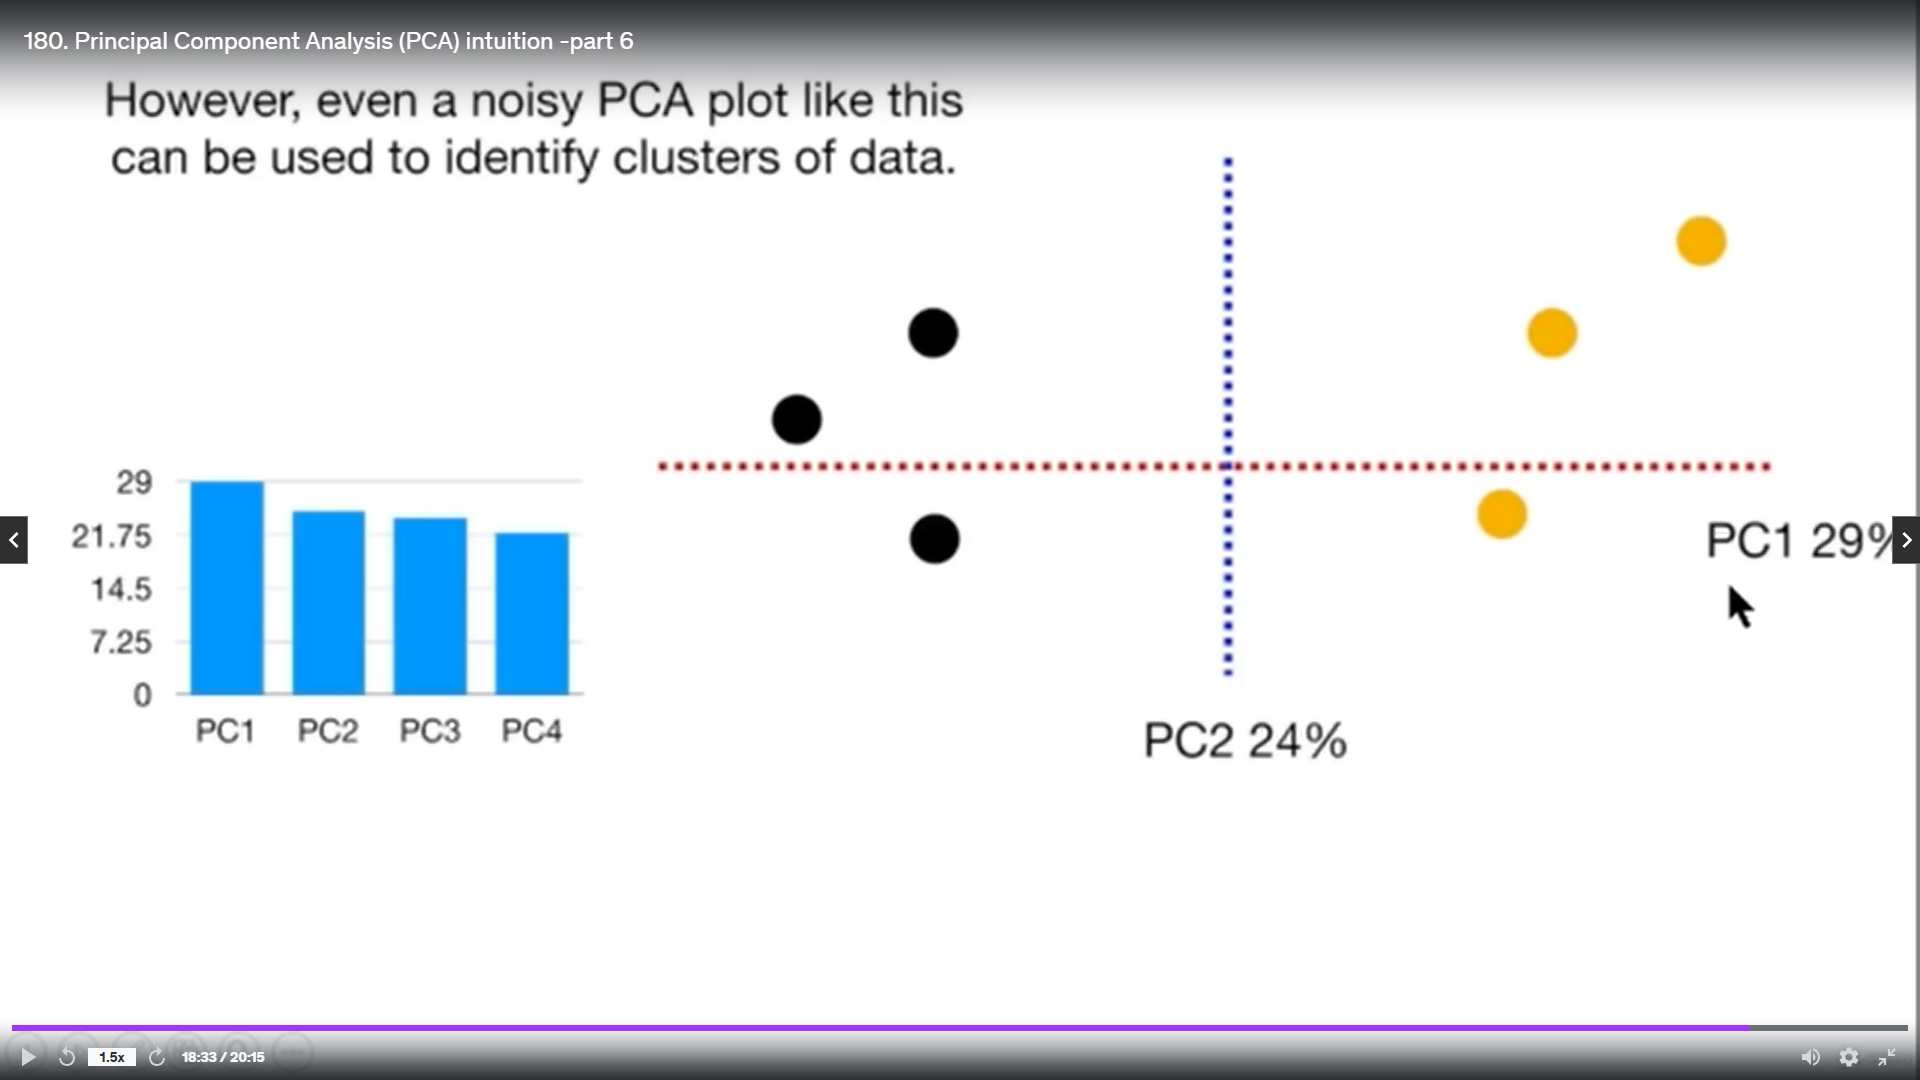 180. Principal Component Analysis (PCA) intuition -part 6
However, even a noisy PCA plot like this
can be used to identify clusters of data.
29
21.75
14.5
7.25
0
PC1 PC2 PC3 PC4
PC1 29%
PC2 24%
1.5x 18:33 / 20:15